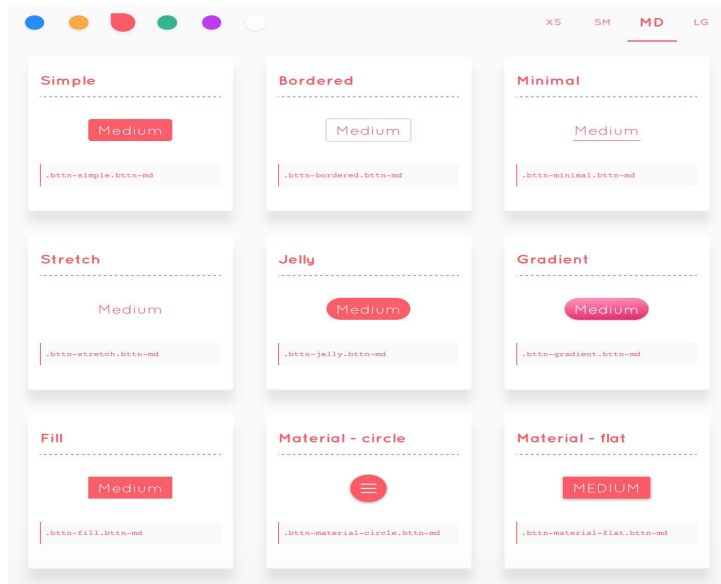 XS SM MD LG
Simple
Medium
.bttn-simple.bttn-md
Bordered
Medium
.bttn-bordered.bttn-md
Minimal
Medium
.bttn-minimal.bttn-md
Stretch
Medium
.bttn-stretch.bttn-md
Jelly
Medium
.bttn-jelly.bttn-md
Gradient
Medium
.bttn-gradient.bttn-md
Fill
Medium
.bttn-fill.bttn-md
Material - circle
.bttn-material-circle.bttn-md
Material - flat
MEDIUM
.bttn-material-flat.bttn-md